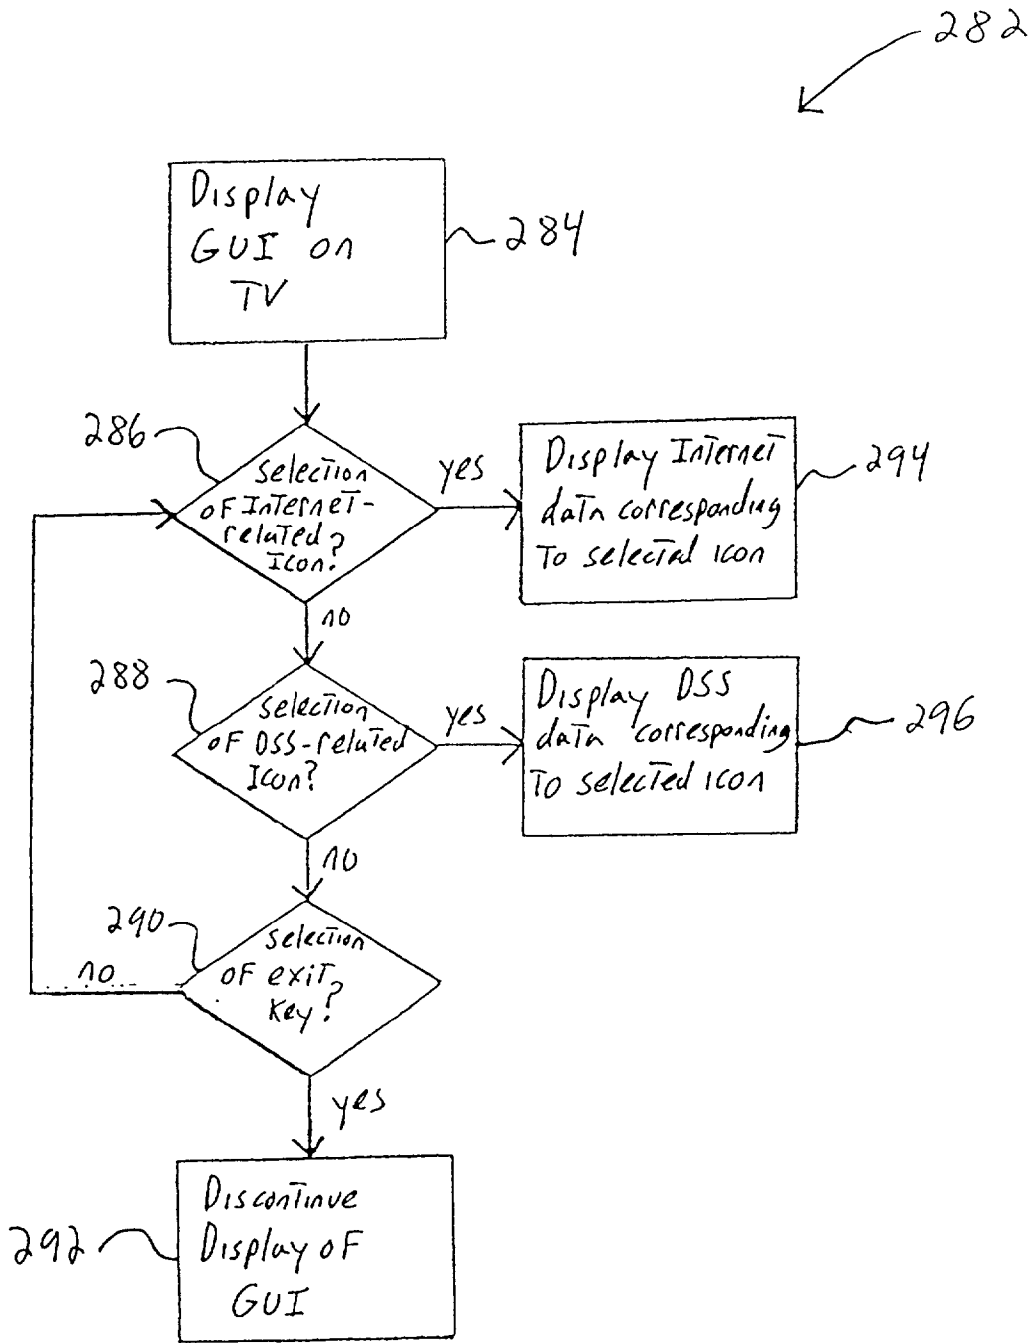 282
Display
GUI on
TV
284
286
selection
of Internet-
related
Icon?
yes
Display Internet
data corresponding
To selected icon
294
no
288
selection
of DSS-related
Icon?
yes
Display DSS
data corresponding
To selected icon
296
no
290
selection
of exit
Key?
no
yes
292
Discontinue
Display of
GUI